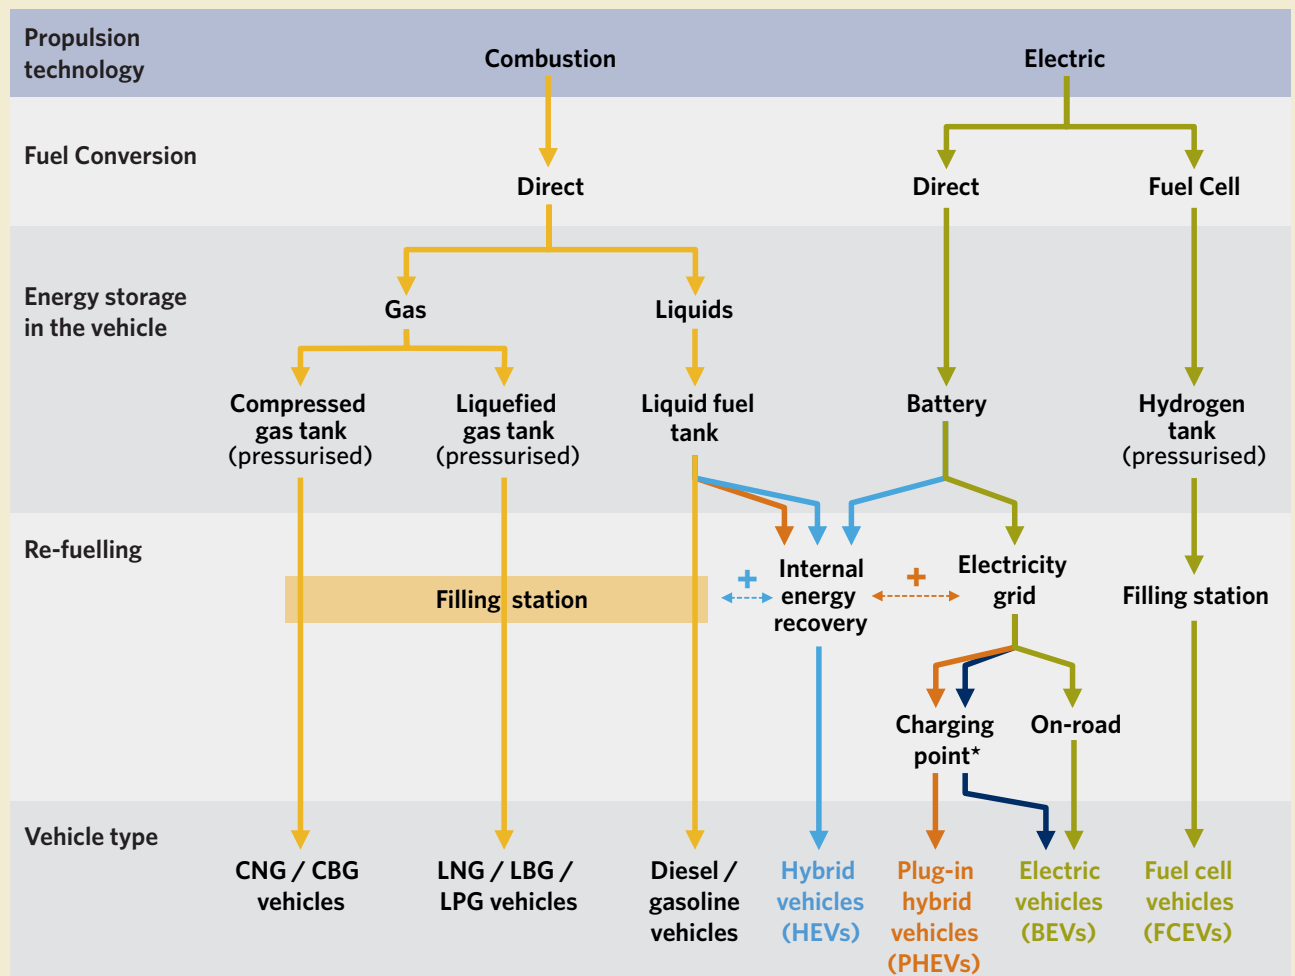 Propulsion
technology
Combustion
Electric
Fuel Conversion
Direct
Direct
Fuel Cell
Energy storage
in the vehicle
Gas
Liquids
Compressed
gas tank
(pressurised)
Liquefied
gas tank
(pressurised)
Liquid fuel
tank
Battery
Hydrogen
tank
(pressurised)
Re-fuelling
Filling station
+
Internal
energy
recovery
+
Electricity
grid
Filling station
Charging
point*
On-road
Vehicle type
CNG / CBG
vehicles
LNG / LBG /
LPG vehicles
Diesel /
gasoline
vehicles
Hybrid
vehicles
(HEVs)
Plug-in
hybrid
vehicles
(PHEVs)
Electric
vehicles
(BEVs)
Fuel cell
vehicles
(FCEVs)